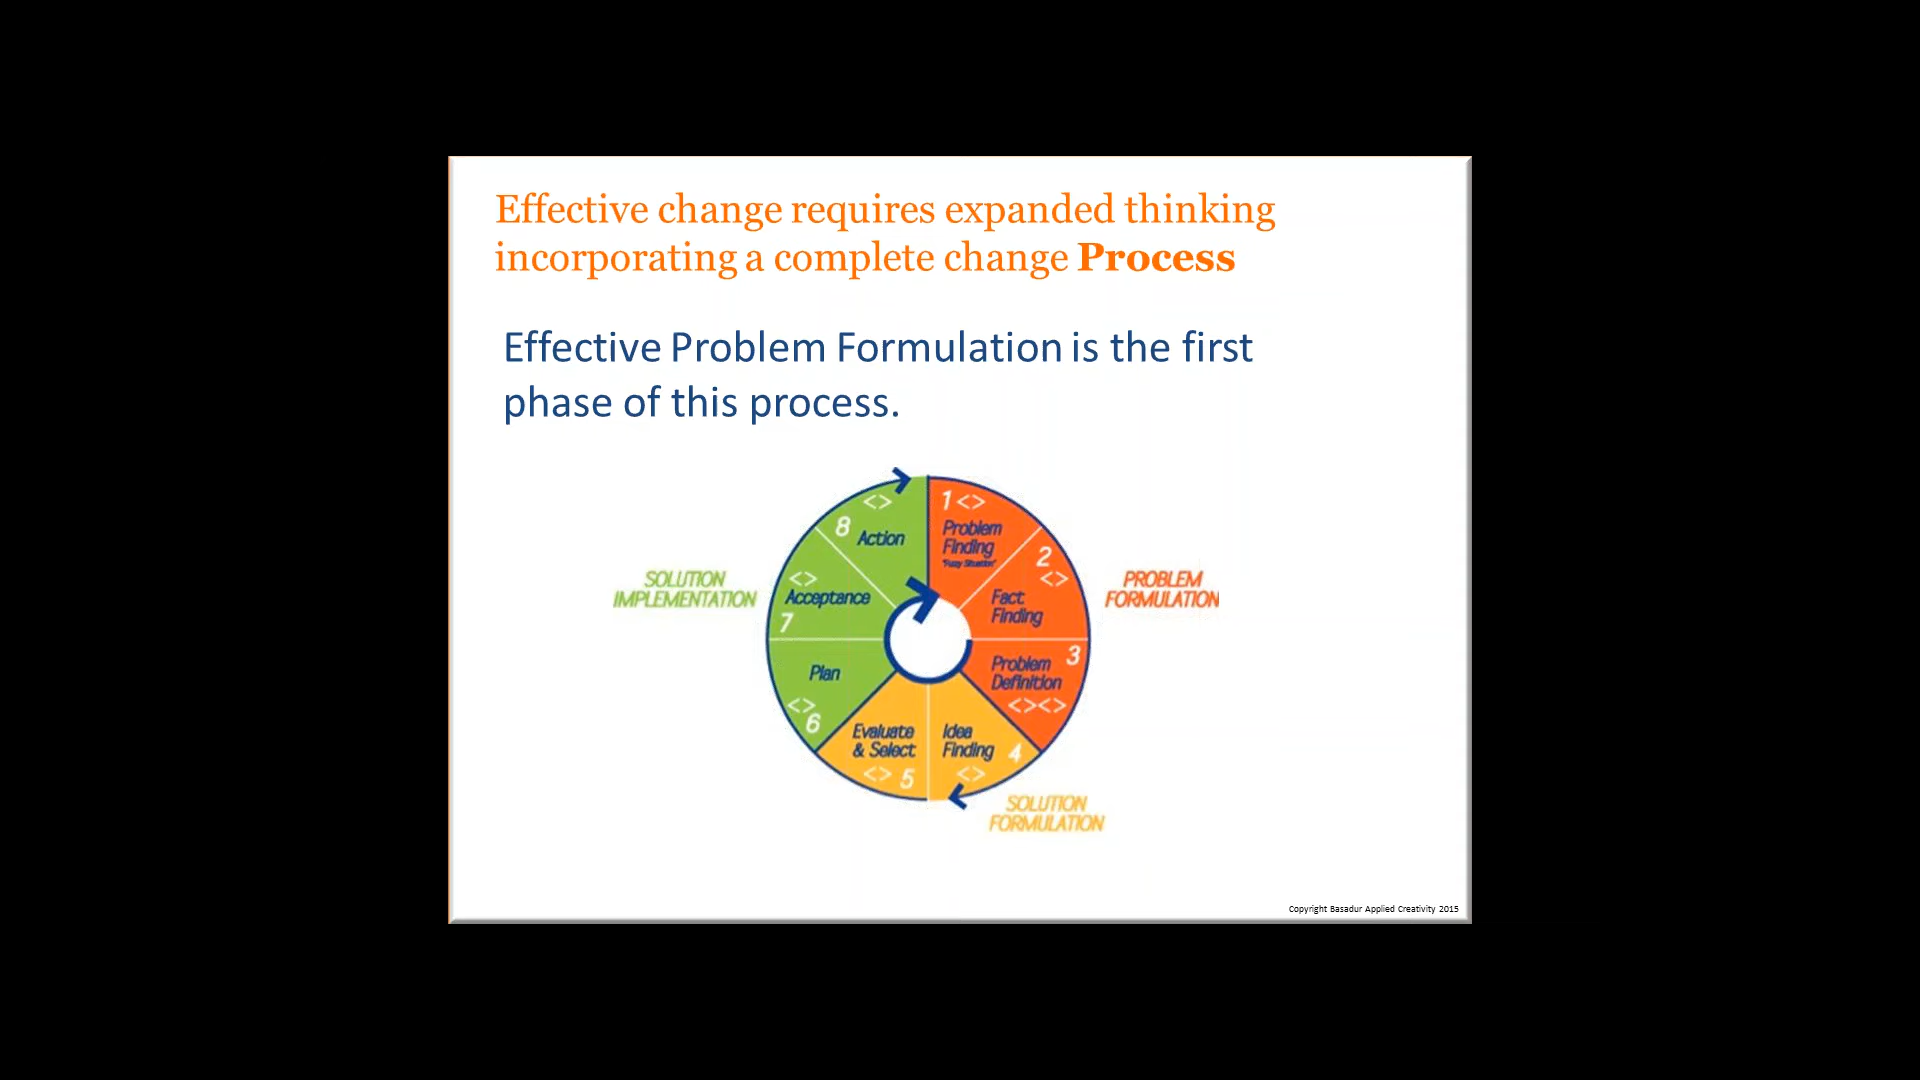 Effective change requires expanded thinking
incorporating a complete change Process
Effective Problem Formulation is the first
phase of this process.
1 <>
Problem
Finding
"Fuzzy Situation"
2
<>
Fact
Finding
3
Problem
Definition
<><>
PROBLEM
FORMULATION
Idea
Finding 4
<>
Evaluate
& Select
<> 5
SOLUTION
FORMULATION
Plan
<>
6
<>
Acceptance
7
<>
8
Action
SOLUTION
IMPLEMENTATION
Copyright Basadur Applied Creativity 2015